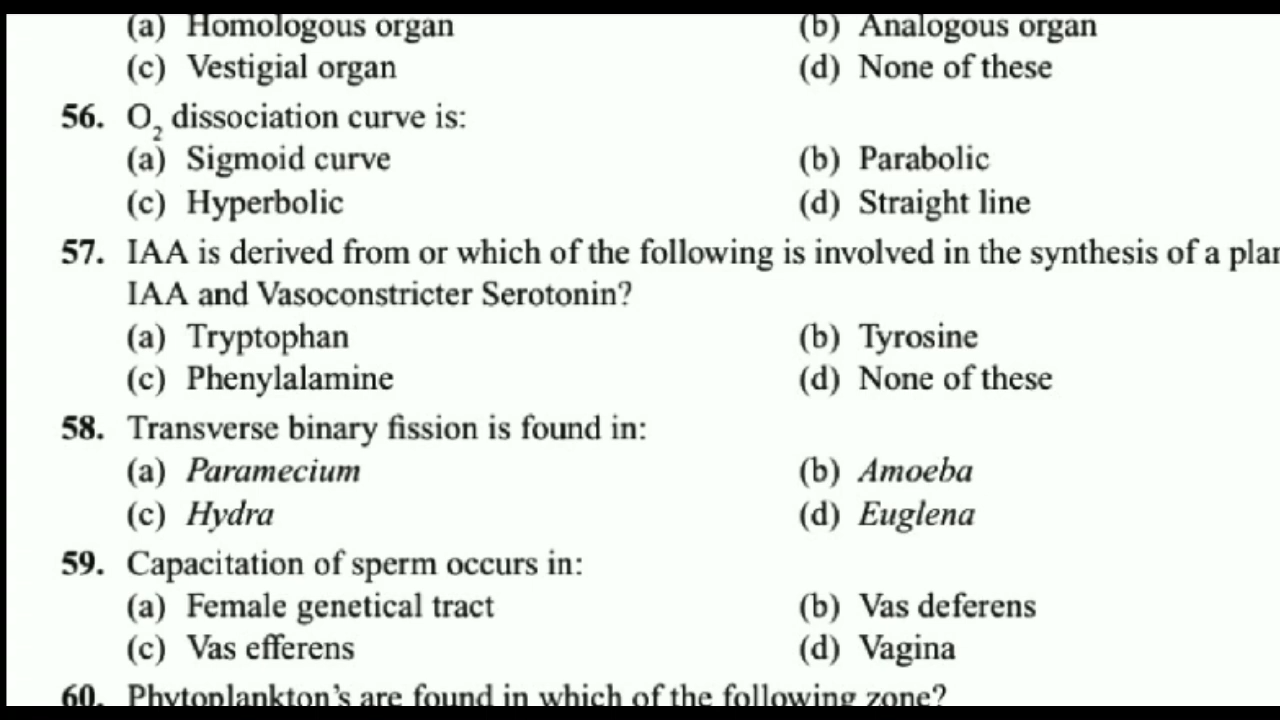 (a) Homologous organ (b) Analogous organ
(c) Vestigial organ (d) None of these
56. O₂ dissociation curve is:
(a) Sigmoid curve (b) Parabolic
(c) Hyperbolic (d) Straight line
57. IAA is derived from or which of the following is involved in the synthesis of a
IAA and Vasoconstricter Serotonin?
(a) Tryptophan (b) Tyrosine
(c) Phenylalamine (d) None of these
58. Transverse binary fission is found in:
(a) Paramecium (b) Amoeba
(c) Hydra (d) Euglena
59. Capacitation of sperm occurs in:
(a) Female genetical tract (b) Vas deferens
(c) Vas efferens (d) Vagina
60. Phytoplankton's are found in which of the following zone?